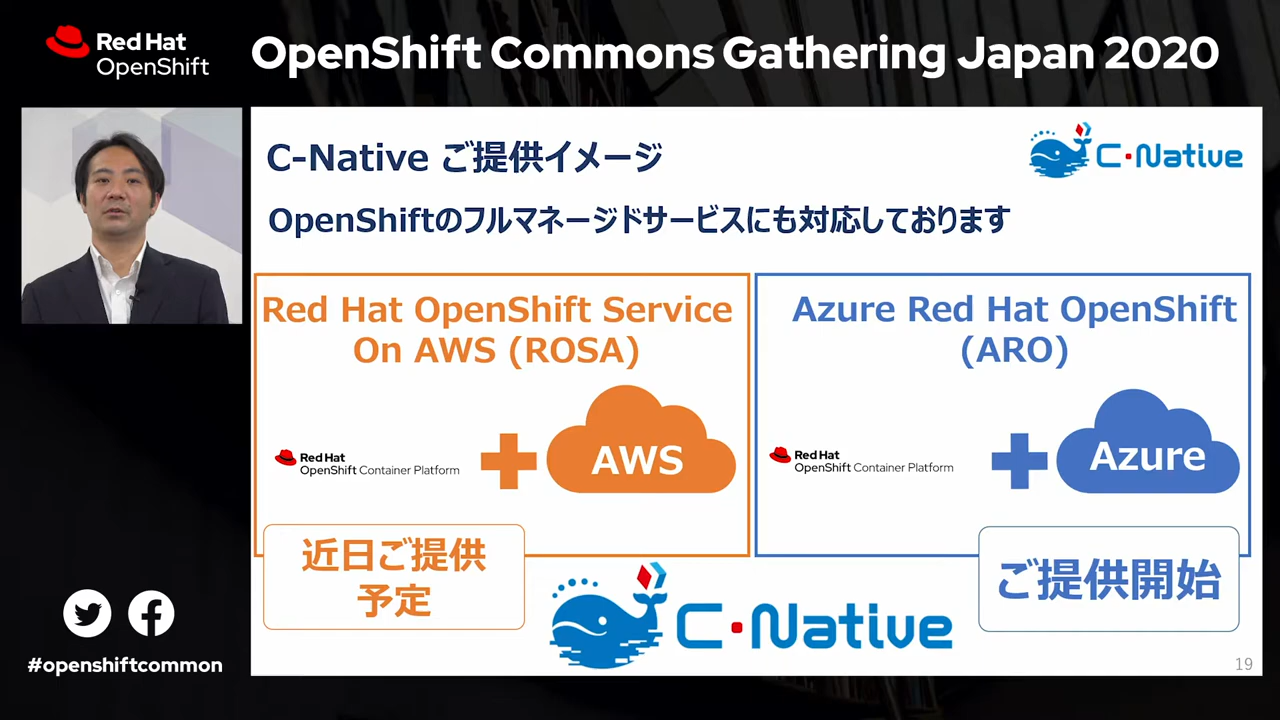 Red Hat
OpenShift
OpenShift Commons Gathering Japan 2020
C-Native ご提供イメージ
C·Native
OpenShiftのフルマネージドサービスにも対応しております
Red Hat OpenShift Service
On AWS (ROSA)
Red Hat
OpenShift Container Platform
AWS
近日ご提供
予定
Azure Red Hat OpenShift
(ARO)
Red Hat
OpenShift Container Platform
Azure
ご提供開始
C·Native
19
#openshiftcommon